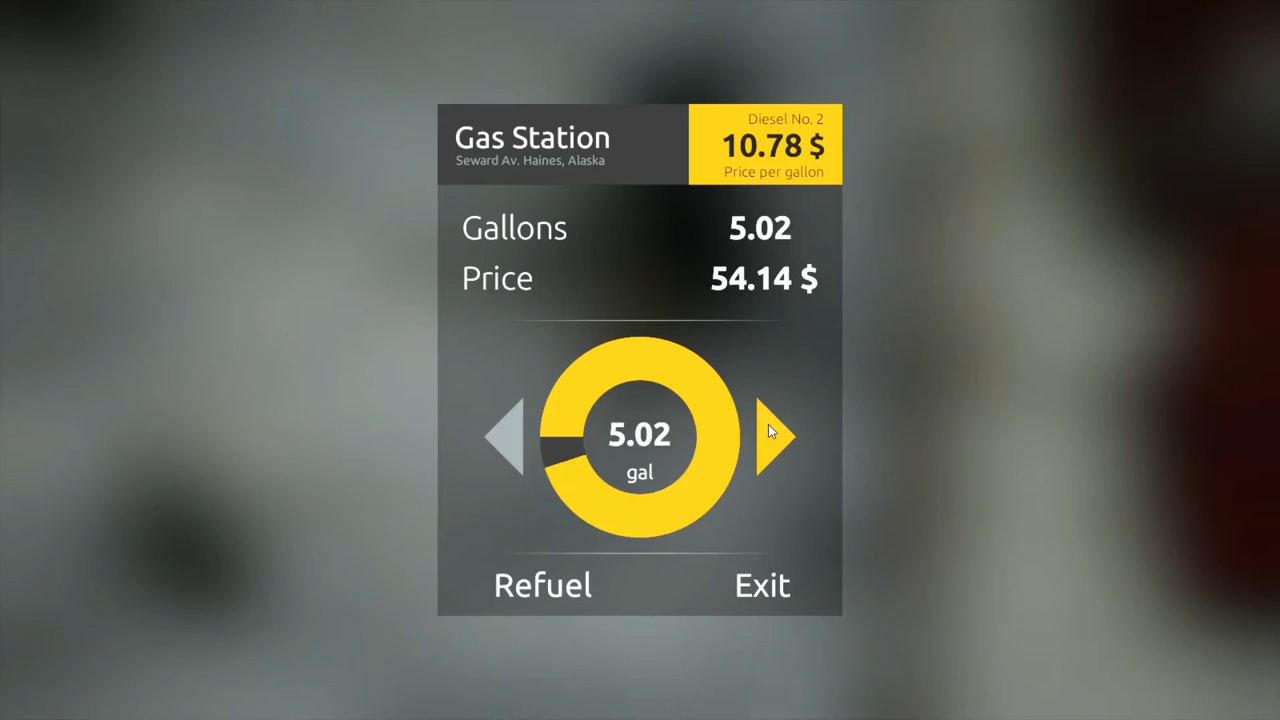 Gas Station
Seward Av. Haines, Alaska
Diesel No. 2
10.78 $
Price per gallon
Gallons 5.02
Price 54.14 $
5.02
gal
Refuel Exit